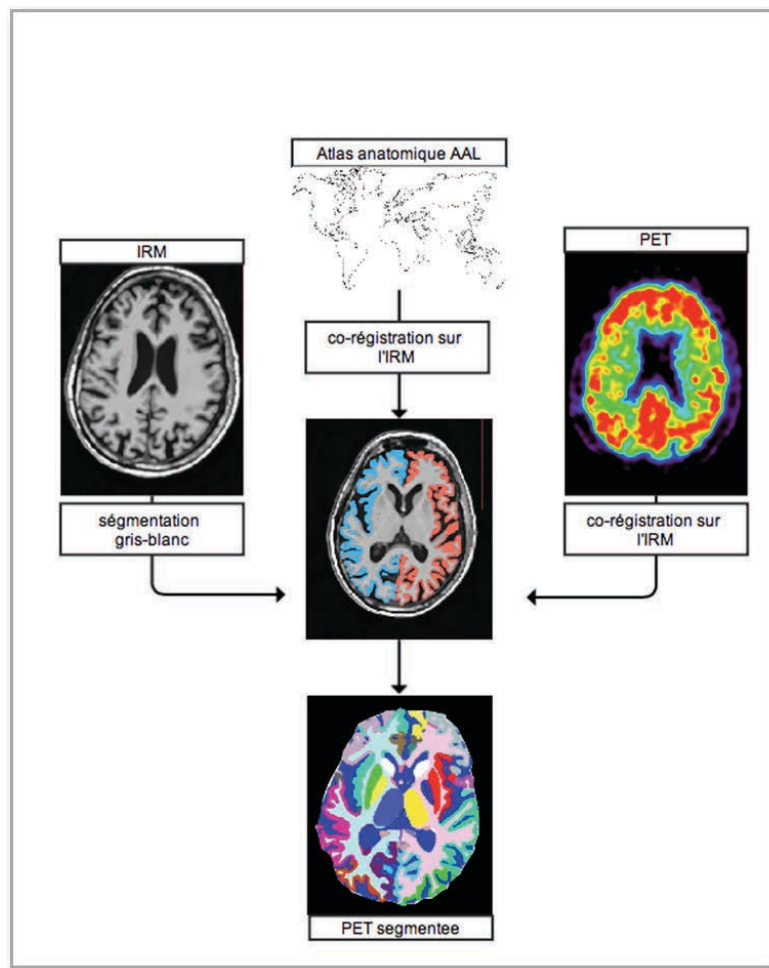 Atlas anatomique AAL
IRM
PET
co-régistration sur
l'IRM
ségmentation
gris-blanc
co-régistration sur
l'IRM
PET segmentee